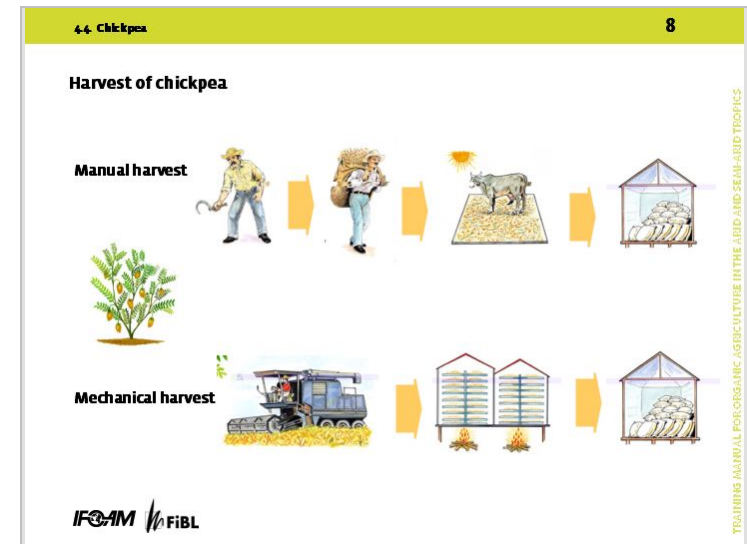 4.4. Chickpea
8
Harvest of chickpea
Manual harvest
Mechanical harvest
IFOAM FiBL
TRAINING MANUAL FOR ORGANIC AGRICULTURE IN THE ARID AND SEMI-ARID TROPICS